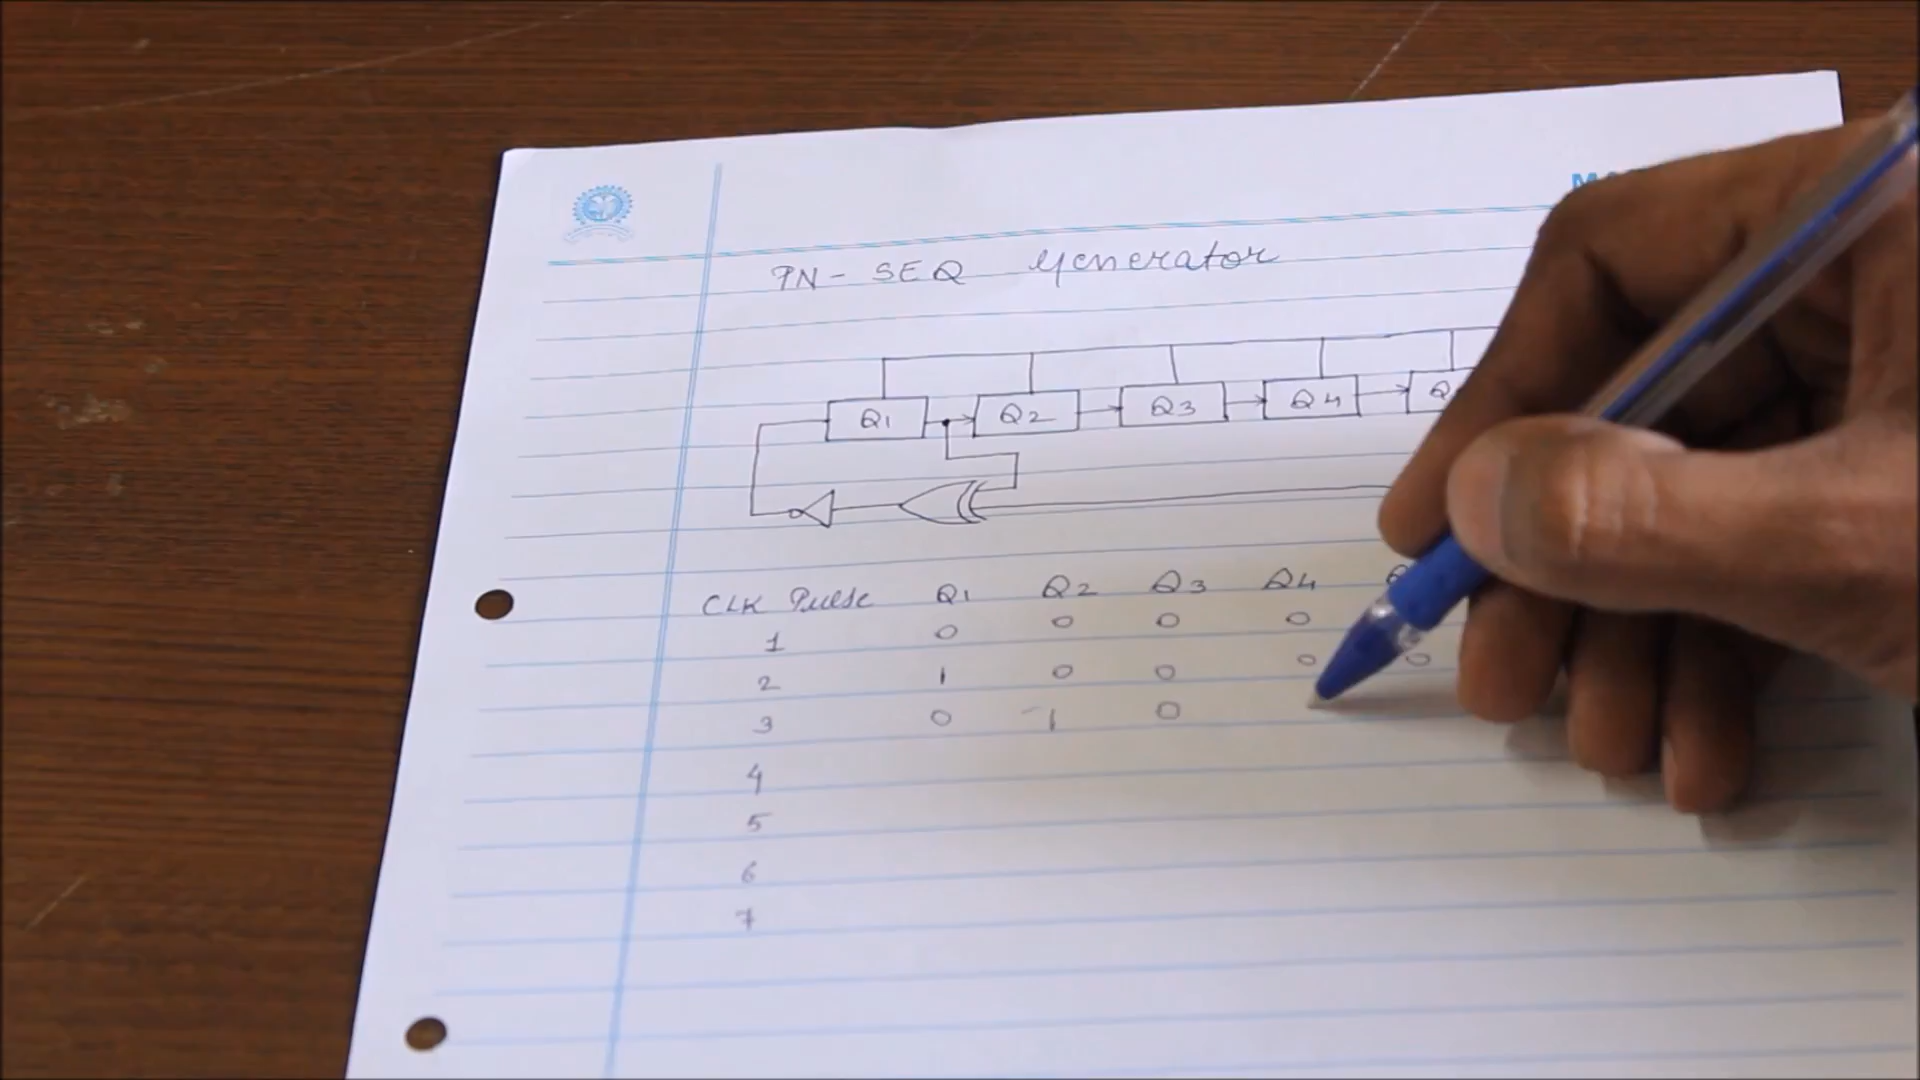 PN - SEQ Generator
Q1 Q2 Q3 Q4
CLK Pulse Q1 Q2 Q3 Q4
1 0 0 0 0
2 1 0 0 0 0
3 0 1 0
4
5
6
7